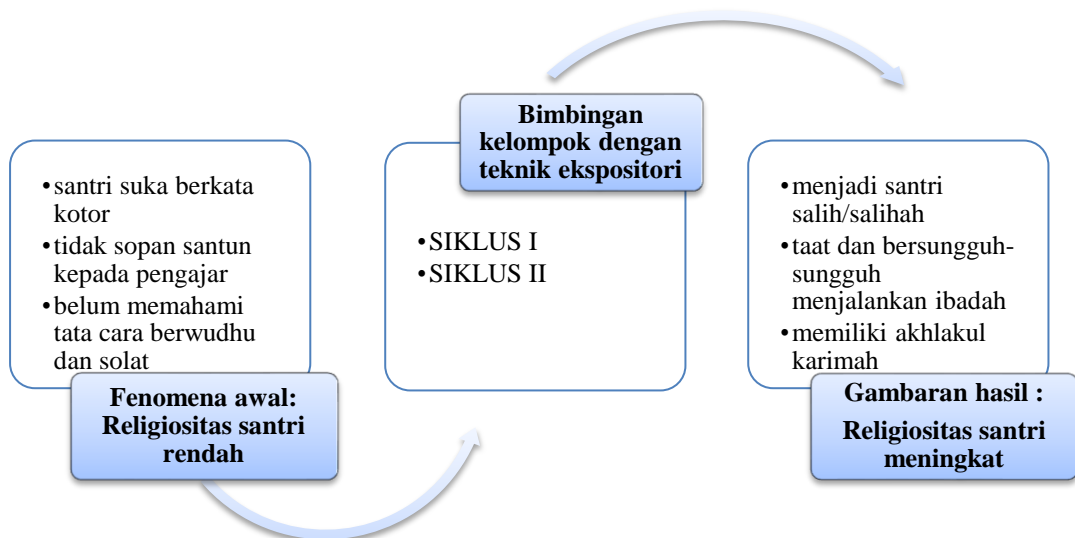 •santri suka berkata
kotor
•tidak sopan santun
kepada pengajar
•belum memahami
tata cara berwudhu
dan solat
Fenomena awal:
Religiositas santri
rendah
Bimbingan
kelompok dengan
teknik ekspositori
•SIKLUS I
•SIKLUS II
•menjadi santri
salih/salihah
•taat dan bersungguh-
sungguh
menjalankan ibadah
•memiliki akhlakul
karimah
Gambaran hasil :
Religiositas santri
meningkat